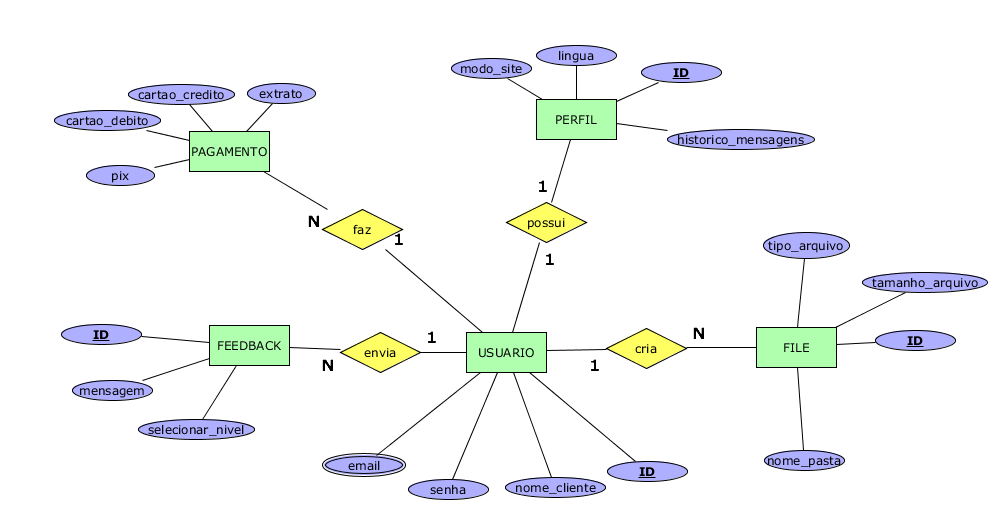 lingua
modo_site
ID
cartao_credito
extrato
cartao_debito
PERFIL
historico_mensagens
PAGAMENTO
pix
1
N
possui
faz
1
tipo_arquivo
1
tamanho_arquivo
ID
1
N
ID
FEEDBACK
envia
USUARIO
cria
FILE
N
1
mensagem
selecionar_nivel
email
nome_pasta
ID
senha
nome_cliente